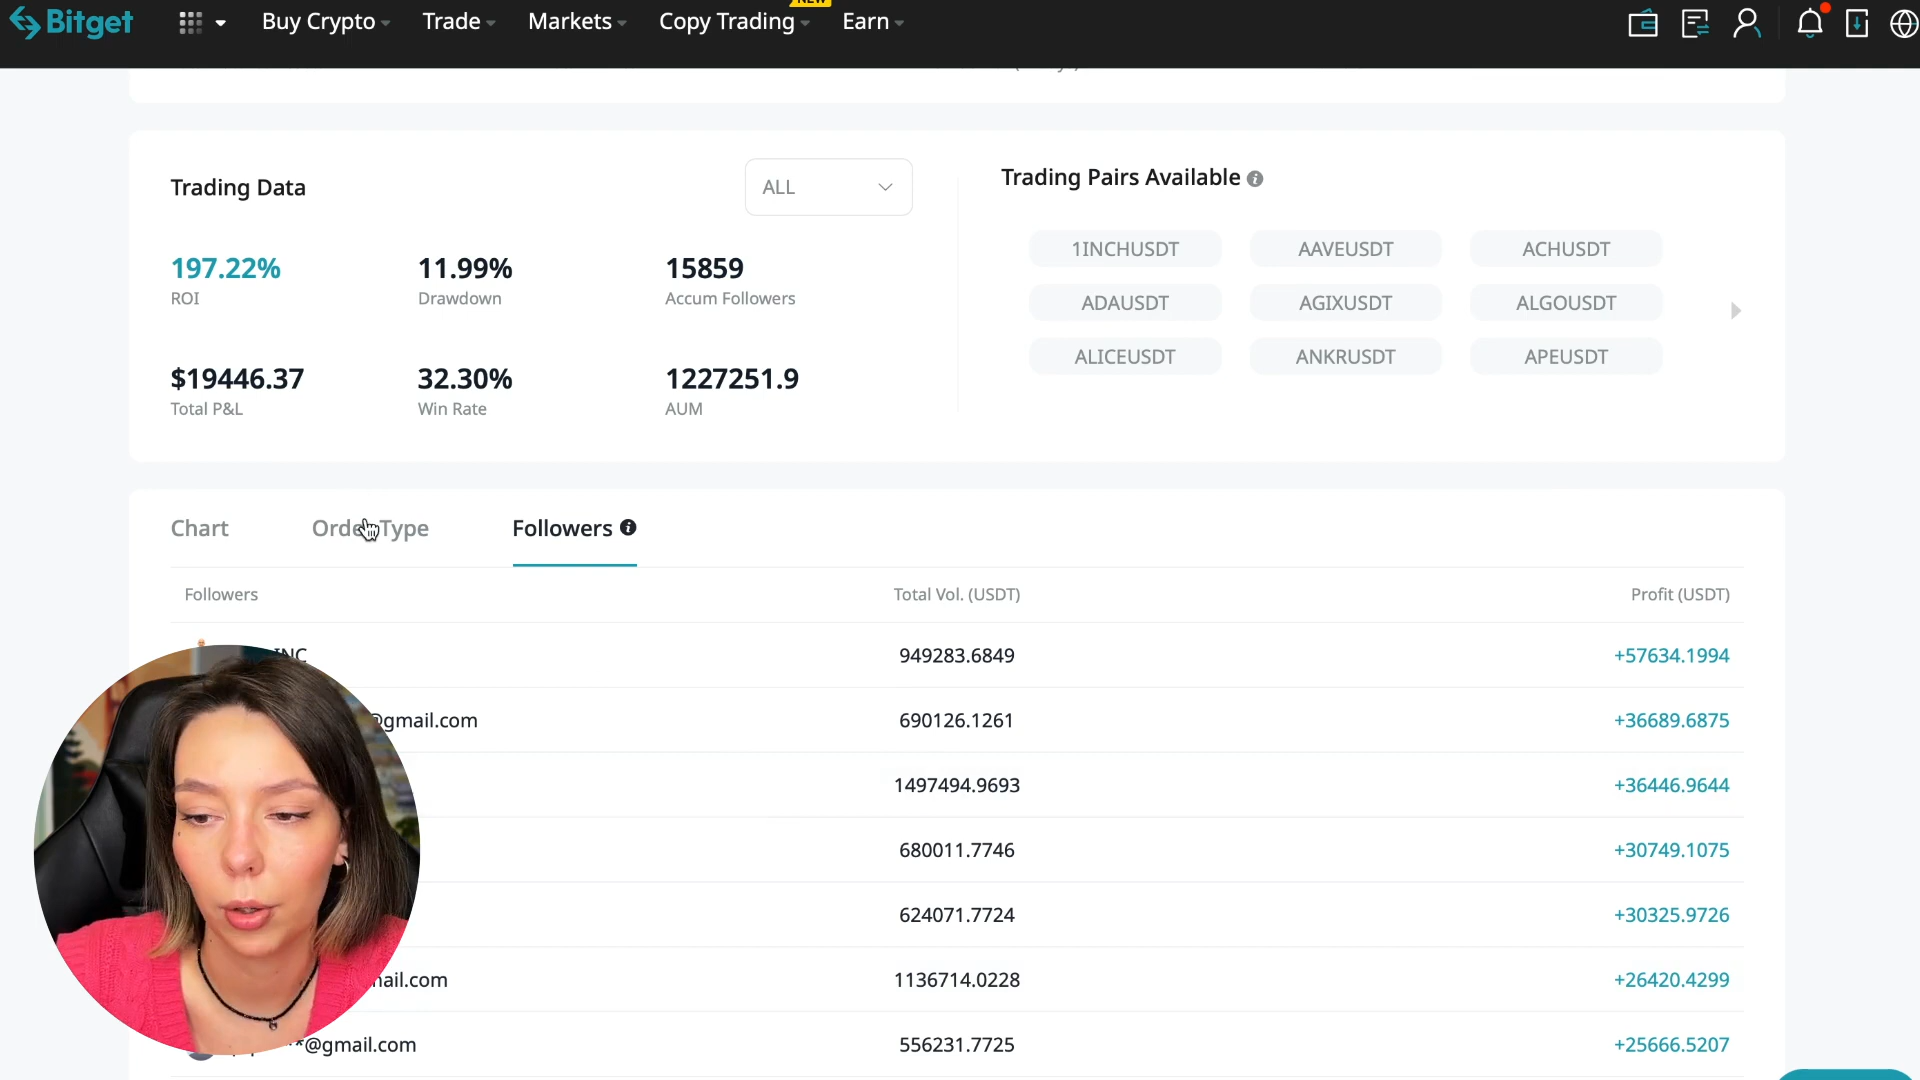 Bitget
Buy Crypto
Trade
Markets
Copy Trading
NEW
Earn
Trading Data
ALL
197.22%
11.99%
15859
ROI
Drawdown
Accum Followers
$19446.37
32.30%
1227251.9
Total P&L
Win Rate
AUM
Trading Pairs Available
1INCHUSDT
AAVEUSDT
ACHUSDT
ADAUSDT
AGIXUSDT
ALGOUSDT
ALICEUSDT
ANKRUSDT
APEUSDT
Chart
Order Type
Followers
Followers
Total Vol. (USDT)
Profit (USDT)
INC
949283.6849
+57634.1994
@gmail.com
690126.1261
+36689.6875
1497494.9693
+36446.9644
680011.7746
+30749.1075
624071.7724
+30325.9726
mail.com
1136714.0228
+26420.4299
*@gmail.com
556231.7725
+25666.5207